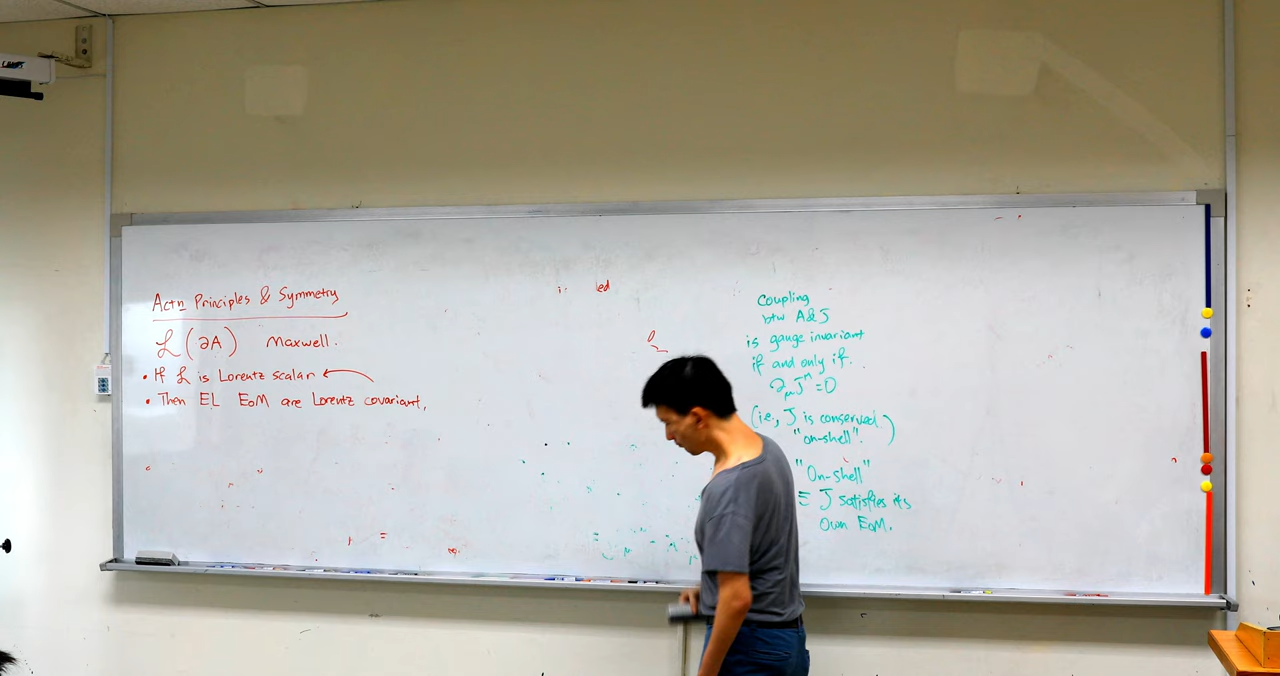 Actn Principles & Symmetry
ℒ(∂A) Maxwell.
• If ℒ is Lorentz scalar
• Then EL EoM are Lorentz covariant,
led
Coupling
btw A&J
is gauge invariant
if and only if.
∂_μ J^μ = 0
(i.e., J is conserved)
"on-shell".
"On-shell"
≡ J satisfies its
own EoM.